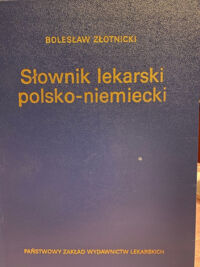 BOLESŁAW ZŁOTNICKI
Słownik lekarski
polsko-niemiecki
PAŃSTWOWY ZAKŁAD WYDAWNICTW LEKARSKICH